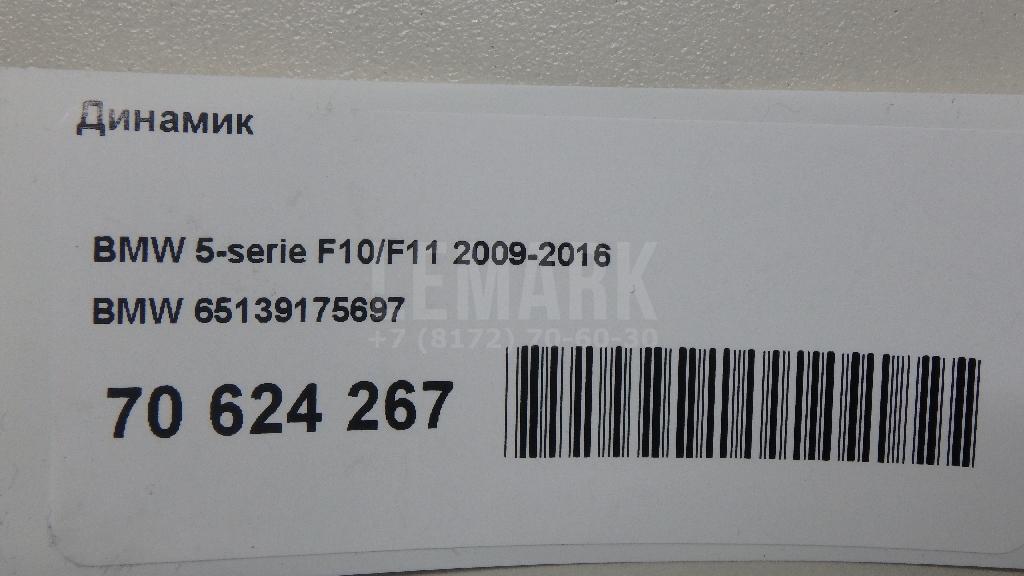 Динамик
BMW 5-serie F10/F11 2009-2016
LEMARK
BMW 65139175697
+7 (8172) 70-60-30
70 624 267